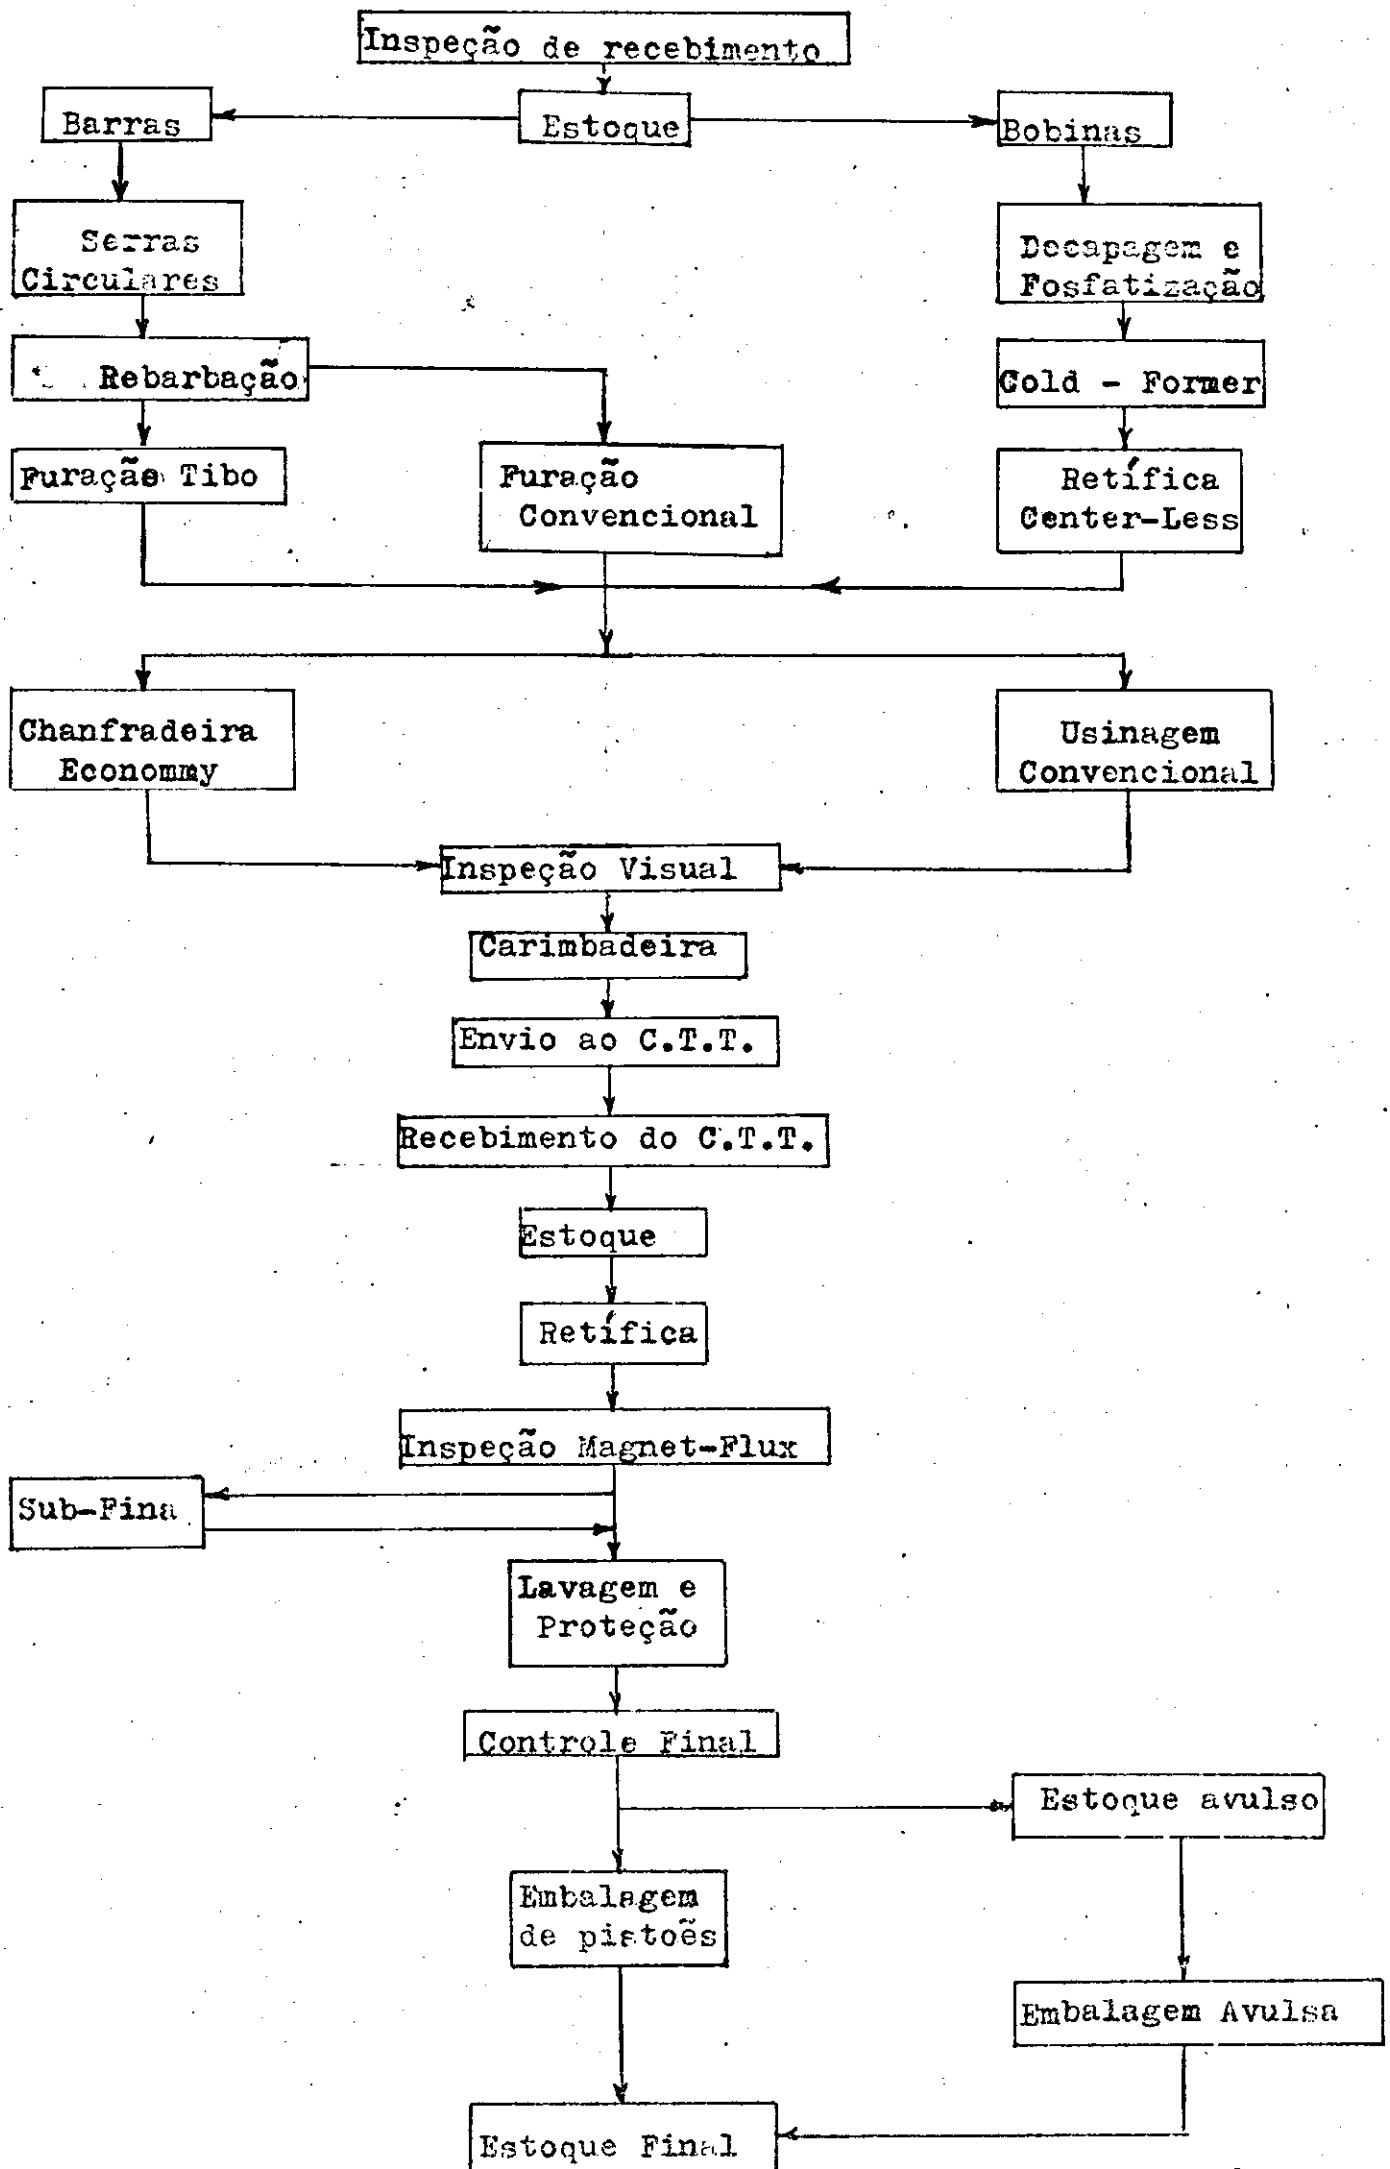 Inspeção de recebimento
Barras
Estoque
Bobinas
Serras
Circulares
Decapagem e
Fosfatização
Rebarbação
Cold - Former
Furação Tibo
Furação
Convencional
Retífica
Center-Less
Chanfradeira
Econommy
Usinagem
Convencional
Inspeção Visual
Carimbadeira
Envio ao C.T.T.
Recebimento do C.T.T.
Estoque
Retífica
Inspeção Magnet-Flux
Sub-Fina
Lavagem e
Proteção
Controle Final
Estoque avulso
Embalagem
de pistoẽs
Embalagem Avulsa
Estoque Final